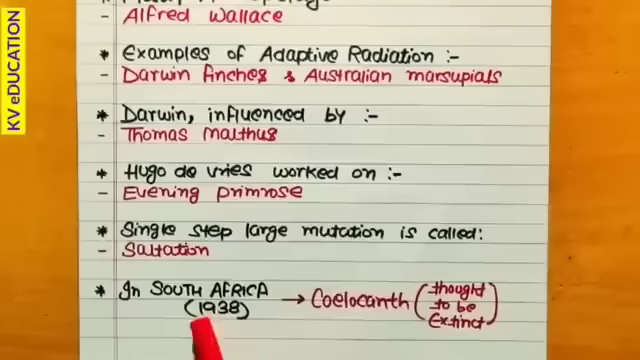 KV eDUCATION
- Alfred Wallace
* Examples of Adaptive Radiation :-
- Darwin finches & Australian marsupials
* Darwin, influenced by :-
- Thomas Malthus
* Hugo de vries worked on :-
- Evening primrose
* Single step large mutation is called:
- Saltation
* In SOUTH AFRICA → Coelocanth (thought
(1938) to be
Extinct)